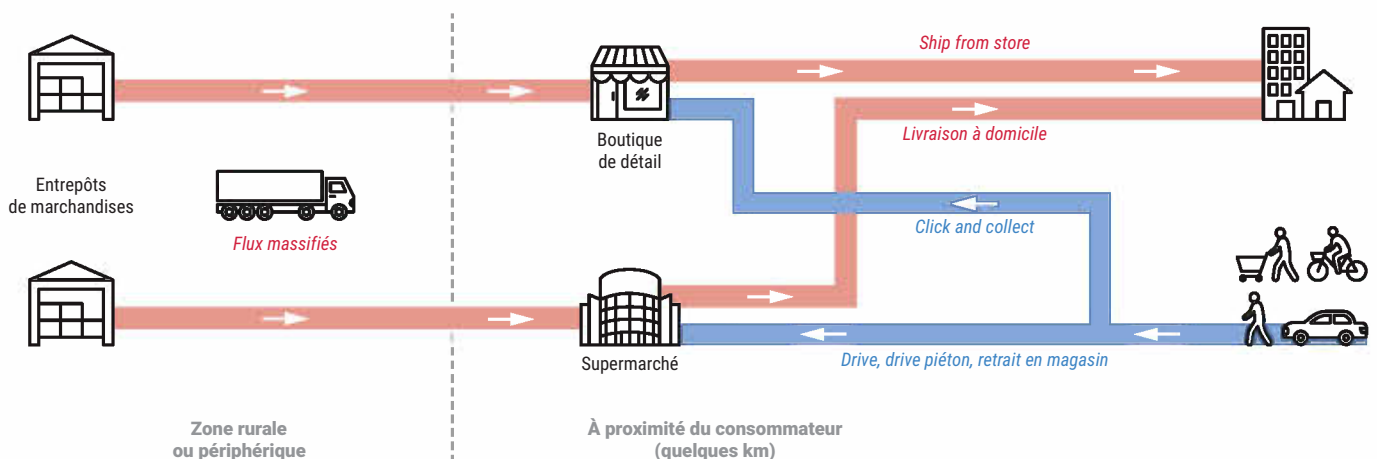 Ship from store
Boutique
de détail
Livraison à domicile
Entrepôts
de marchandises
Flux massifiés
Click and collect
Supermarché
Drive, drive piéton, retrait en magasin
Zone rurale
ou périphérique
À proximité du consommateur
(quelques km)